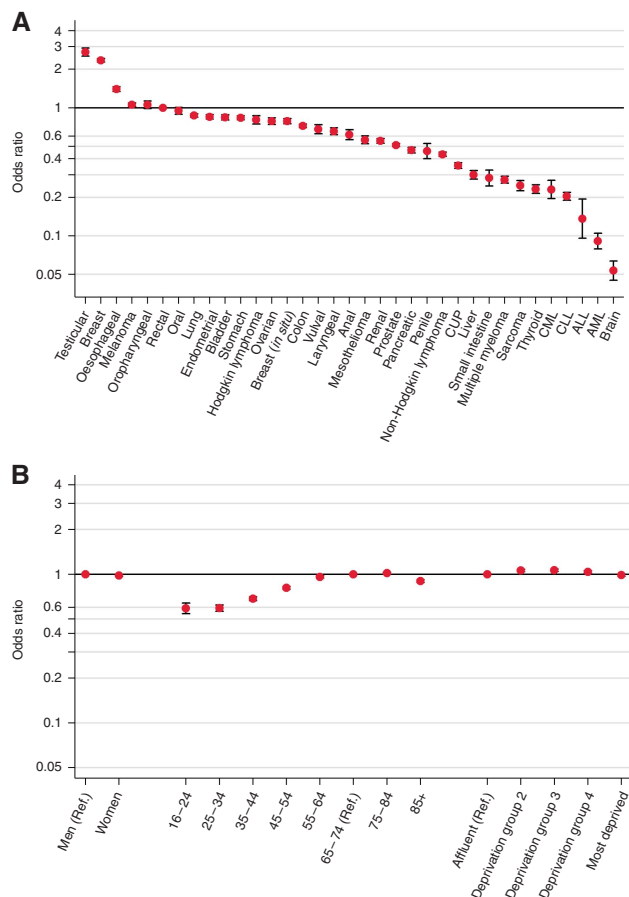 A
4
3
2
1
0.6
0.4
0.2
0.1
0.05
Odds ratio
Testicular
Breast
Oesophageal
Melanoma
Oropharyngeal
Rectal
Oral
Lung
Endometrial
Bladder
Stomach
Hodgkin lymphoma
Ovarian
Breast (in situ)
Colon
Vulval
Laryngeal
Anal
Mesothelioma
Renal
Prostate
Pancreatic
Penile
Non-Hodgkin lymphoma
CUP
Liver
Small intestine
Multiple myeloma
Sarcoma
Thyroid
CML
CLL
ALL
AML
Brain
B
4
3
2
1
0.6
0.4
0.2
0.1
0.05
Odds ratio
Men (Ref.)
Women
16–24
25–34
35–44
45–54
55–64
65–74 (Ref.)
75–84
85+
Affluent (Ref.)
Deprivation group 2
Deprivation group 3
Deprivation group 4
Most deprived